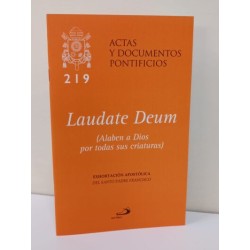 ACTAS
Y DOCUMENTOS
PONTIFICIOS
219
Laudate Deum
(Alaben a Dios
por todas sus criaturas)
EXHORTACIÓN APOSTÓLICA
DEL SANTO PADRE FRANCISCO